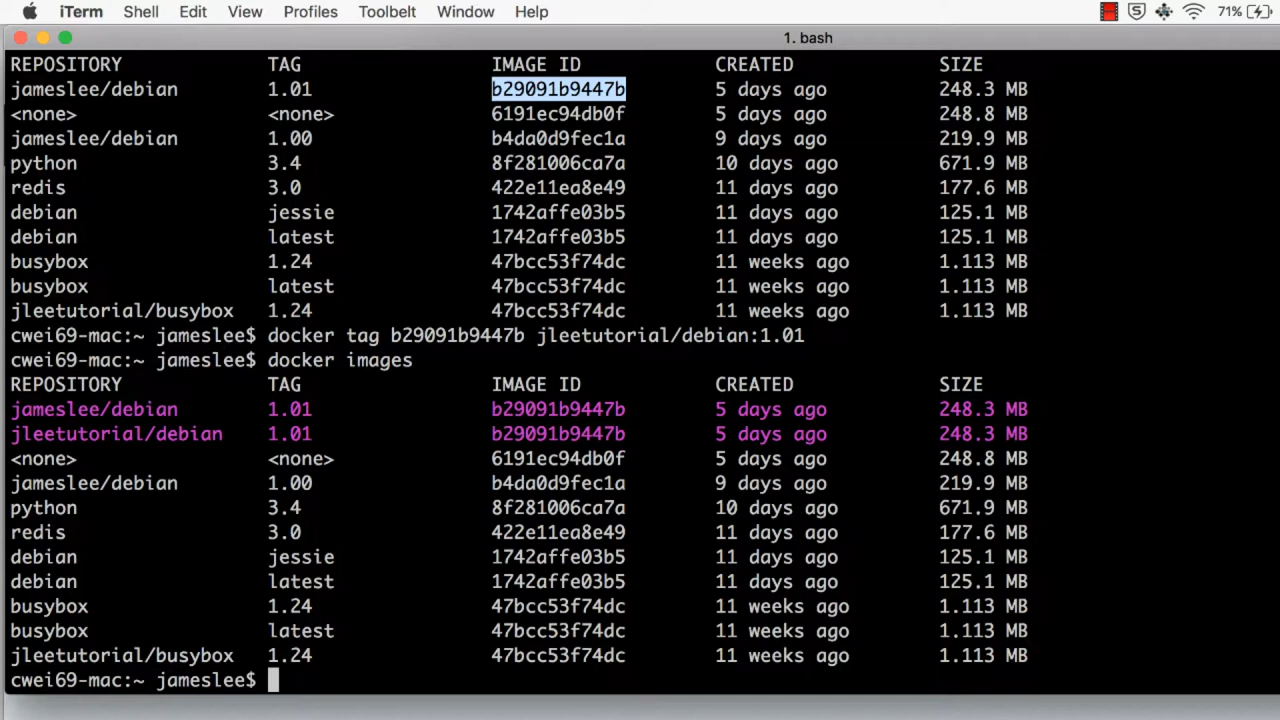 iTerm Shell Edit View Profiles Toolbelt Window Help 5 71%
1. bash
REPOSITORY TAG IMAGE ID CREATED SIZE
jameslee/debian 1.01 b29091b9447b 5 days ago 248.3 MB
<none> <none> 6191ec94db0f 5 days ago 248.8 MB
jameslee/debian 1.00 b4da0d9fec1a 9 days ago 219.9 MB
python 3.4 8f281006ca7a 10 days ago 671.9 MB
redis 3.0 422e11ea8e49 11 days ago 177.6 MB
debian jessie 1742affe03b5 11 days ago 125.1 MB
debian latest 1742affe03b5 11 days ago 125.1 MB
busybox 1.24 47bcc53f74dc 11 weeks ago 1.113 MB
busybox latest 47bcc53f74dc 11 weeks ago 1.113 MB
jleetutorial/busybox 1.24 47bcc53f74dc 11 weeks ago 1.113 MB
cwei69-mac:~ jameslee$ docker tag b29091b9447b jleetutorial/debian:1.01
cwei69-mac:~ jameslee$ docker images
REPOSITORY TAG IMAGE ID CREATED SIZE
jameslee/debian 1.01 b29091b9447b 5 days ago 248.3 MB
jleetutorial/debian 1.01 b29091b9447b 5 days ago 248.3 MB
<none> <none> 6191ec94db0f 5 days ago 248.8 MB
jameslee/debian 1.00 b4da0d9fec1a 9 days ago 219.9 MB
python 3.4 8f281006ca7a 10 days ago 671.9 MB
redis 3.0 422e11ea8e49 11 days ago 177.6 MB
debian jessie 1742affe03b5 11 days ago 125.1 MB
debian latest 1742affe03b5 11 days ago 125.1 MB
busybox 1.24 47bcc53f74dc 11 weeks ago 1.113 MB
busybox latest 47bcc53f74dc 11 weeks ago 1.113 MB
jleetutorial/busybox 1.24 47bcc53f74dc 11 weeks ago 1.113 MB
cwei69-mac:~ jameslee$